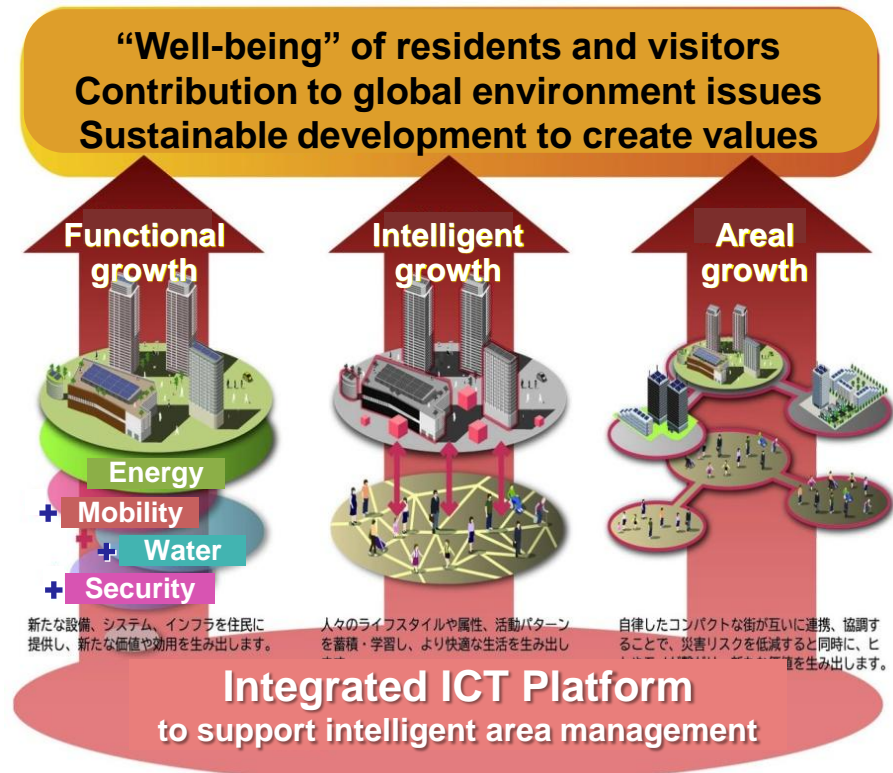 “Well-being” of residents and visitors
Contribution to global environment issues
Sustainable development to create values
Functional
growth
Intelligent
growth
Areal
growth
Energy
+ Mobility
+
+ Water
+ Security
新たな設備、システム、インフラを住民に
提供し、新たな価値や効用を生み出します。
人々のライフスタイルや属性、活動パターン
を蓄積・学習し、より快適な生活を生み出し
自律したコンパクトな街が互いに連携、協調す
ることで、災害リスクを低減すると同時に、ヒ
を生み出します。
Integrated ICT Platform
to support intelligent area management